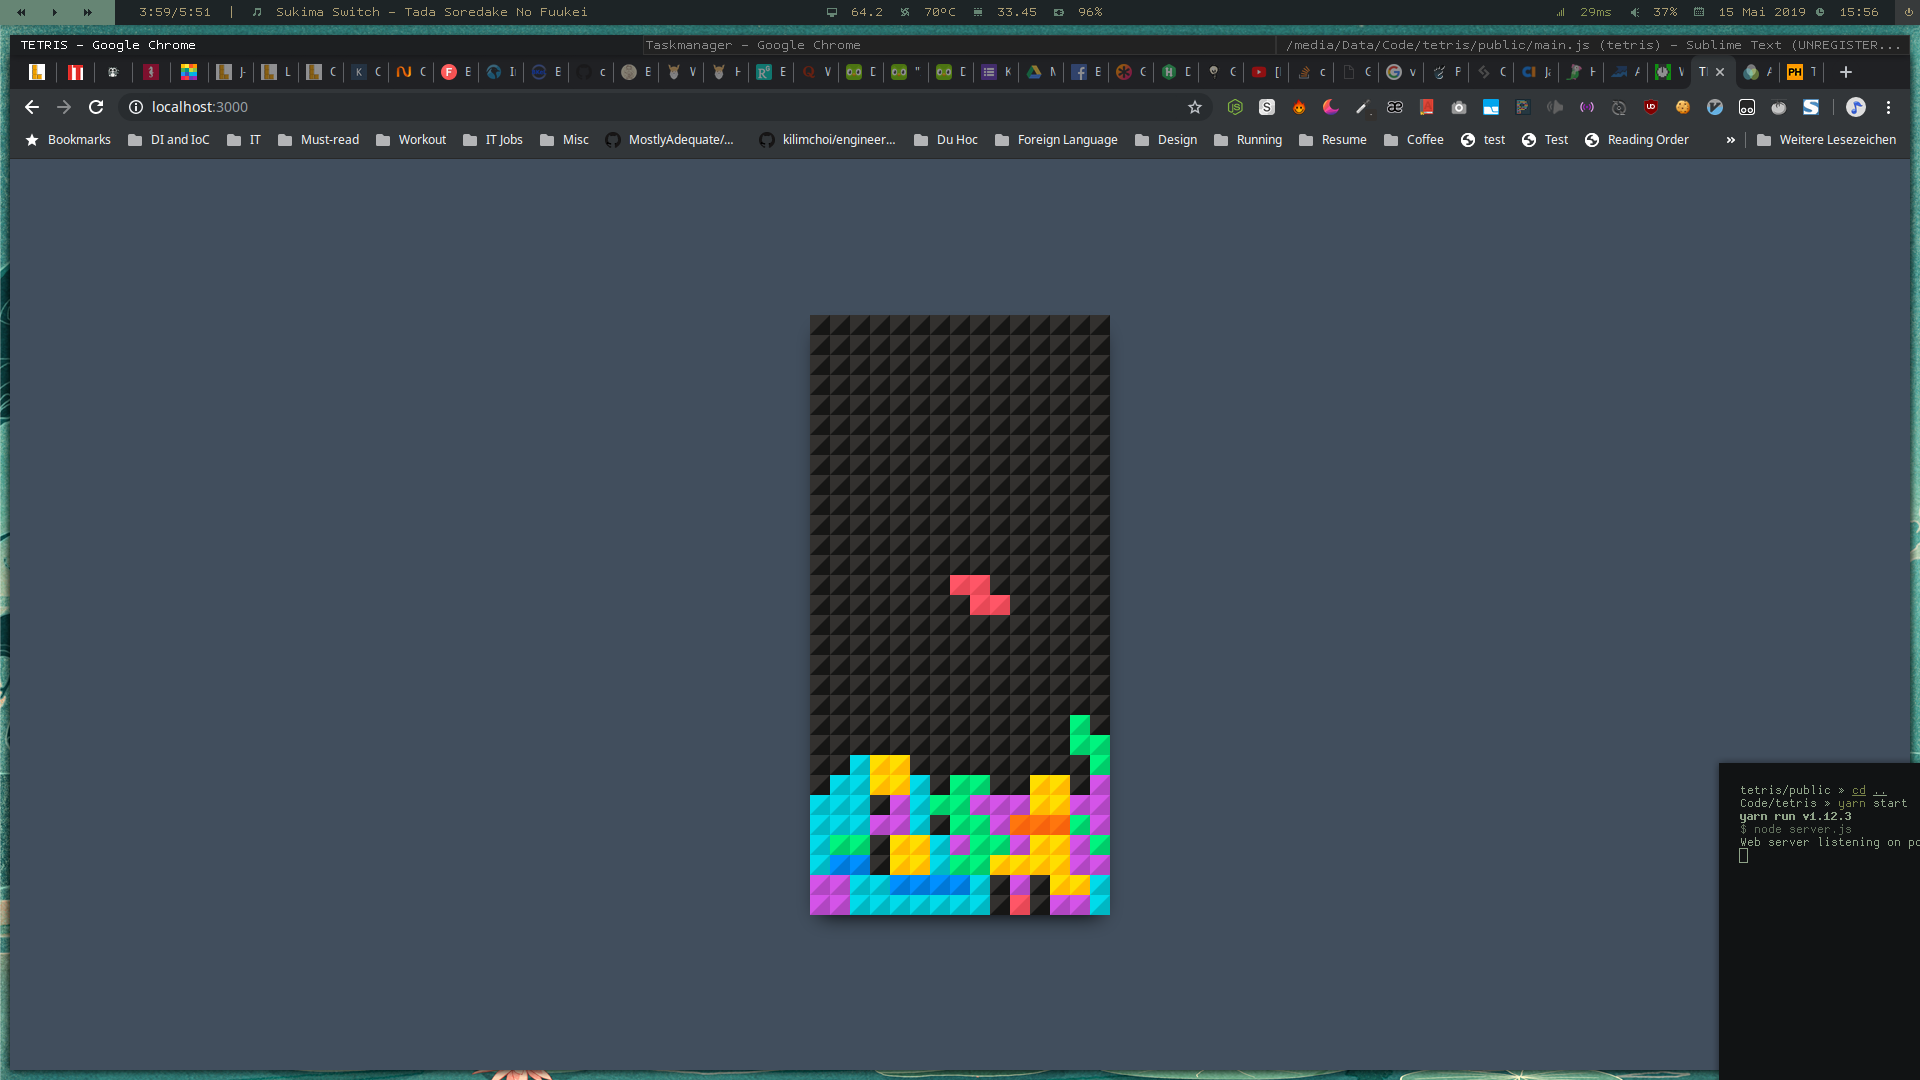 3:59/5:51 | Sukima Switch - Tada Soredake No Fuukei 64.2 70ºC 33.45 96% 29ms 37% 15 Mai 2019 15:56
TETRIS - Google Chrome Taskmanager - Google Chrome /media/Data/Code/tetris/public/main.js (tetris) - Sublime Text (UNREGISTER...
localhost:3000
Bookmarks DI and IoC IT Must-read Workout IT Jobs Misc MostlyAdequate/... kilimchoi/engineer... Du Hoc Foreign Language Design Running Resume Coffee test Test Reading Order » Weitere Lesezeichen
tetris/public » cd ..
Code/tetris » yarn start
yarn run v1.12.3
$ node server.js
Web server listening on po